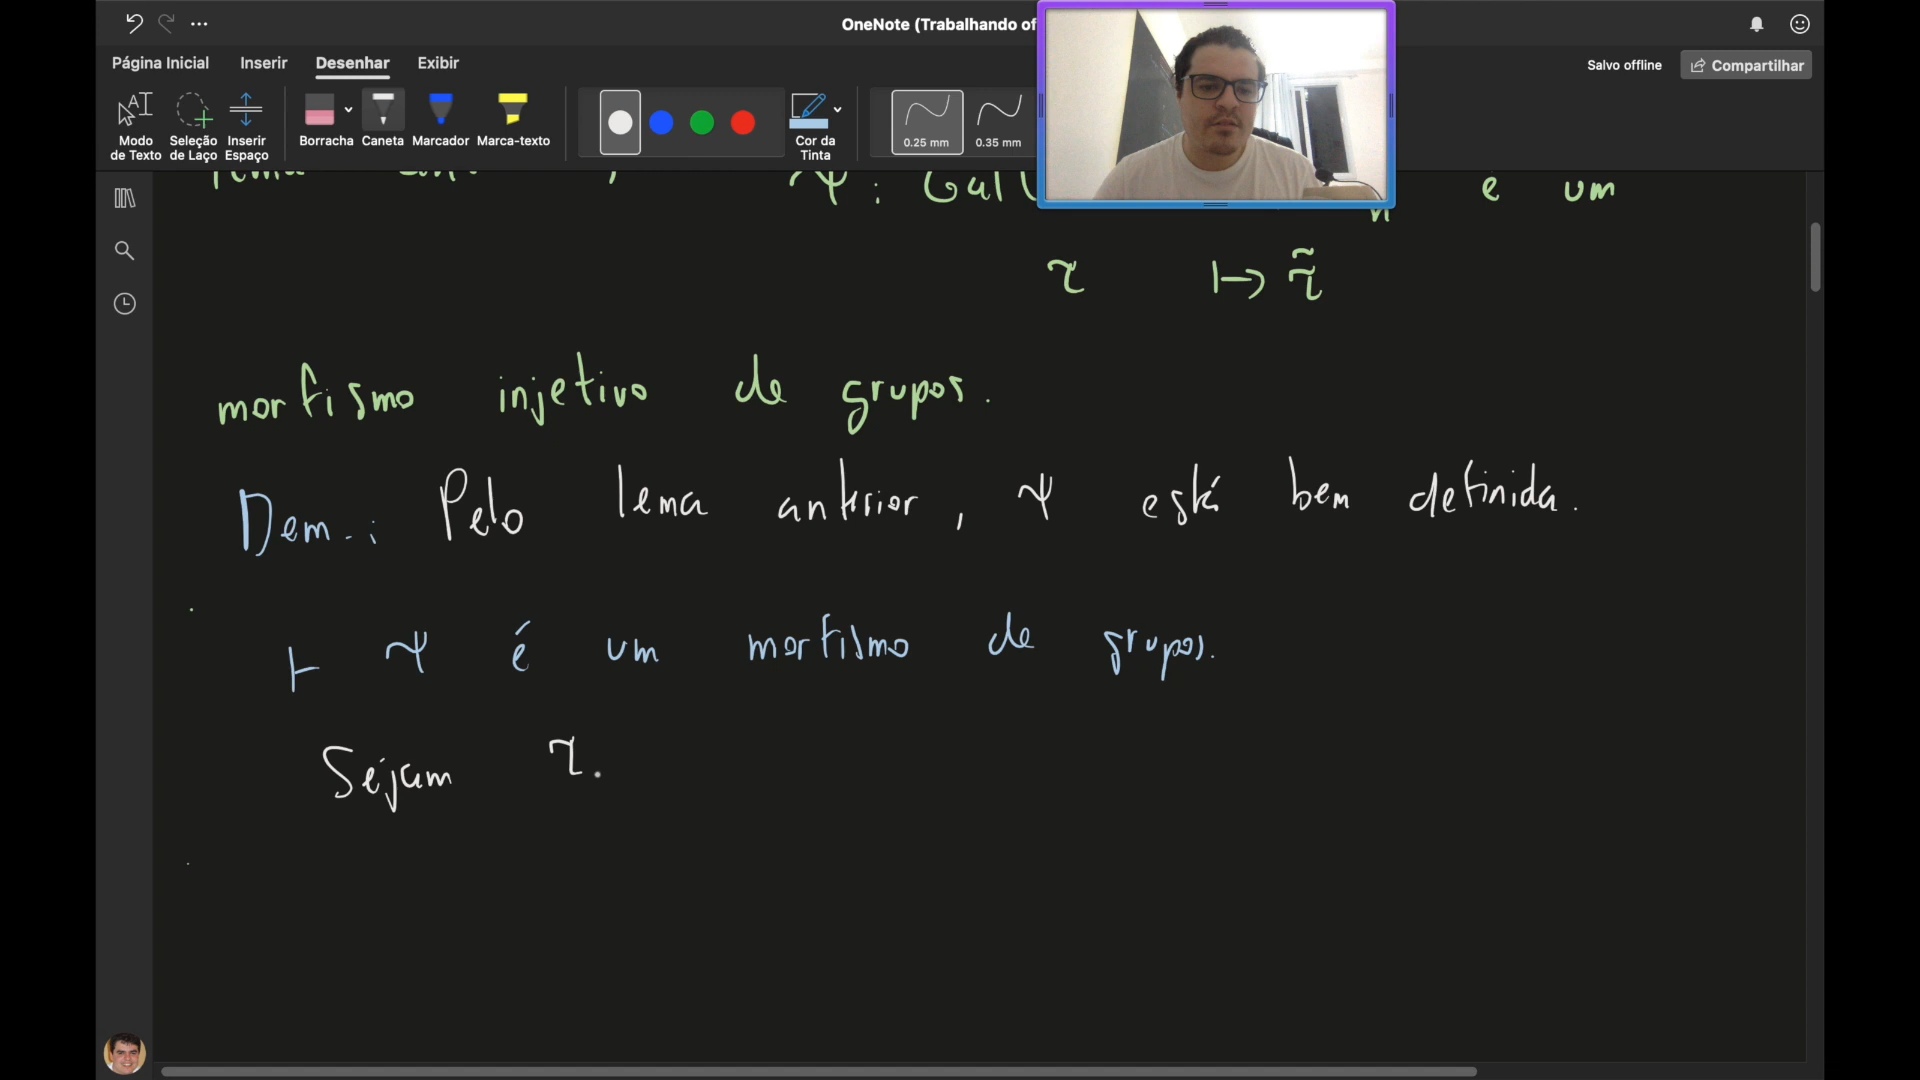 OneNote (Trabalhando of
Página Inicial Inserir Desenhar Exibir
Salvo offline Compartilhar
Modo de Texto Seleção de Laço Inserir Espaço Borracha Caneta Marcador Marca-texto Cor da Tinta 0.25 mm 0.35 mm
Ψ : Gal( é um
τ ↦ τ̃
morfismo injetivo de grupos.
Dem.: Pelo lema anterior, Ψ está bem definida.
⊢ Ψ é um morfismo de grupos.
Sejam τ.